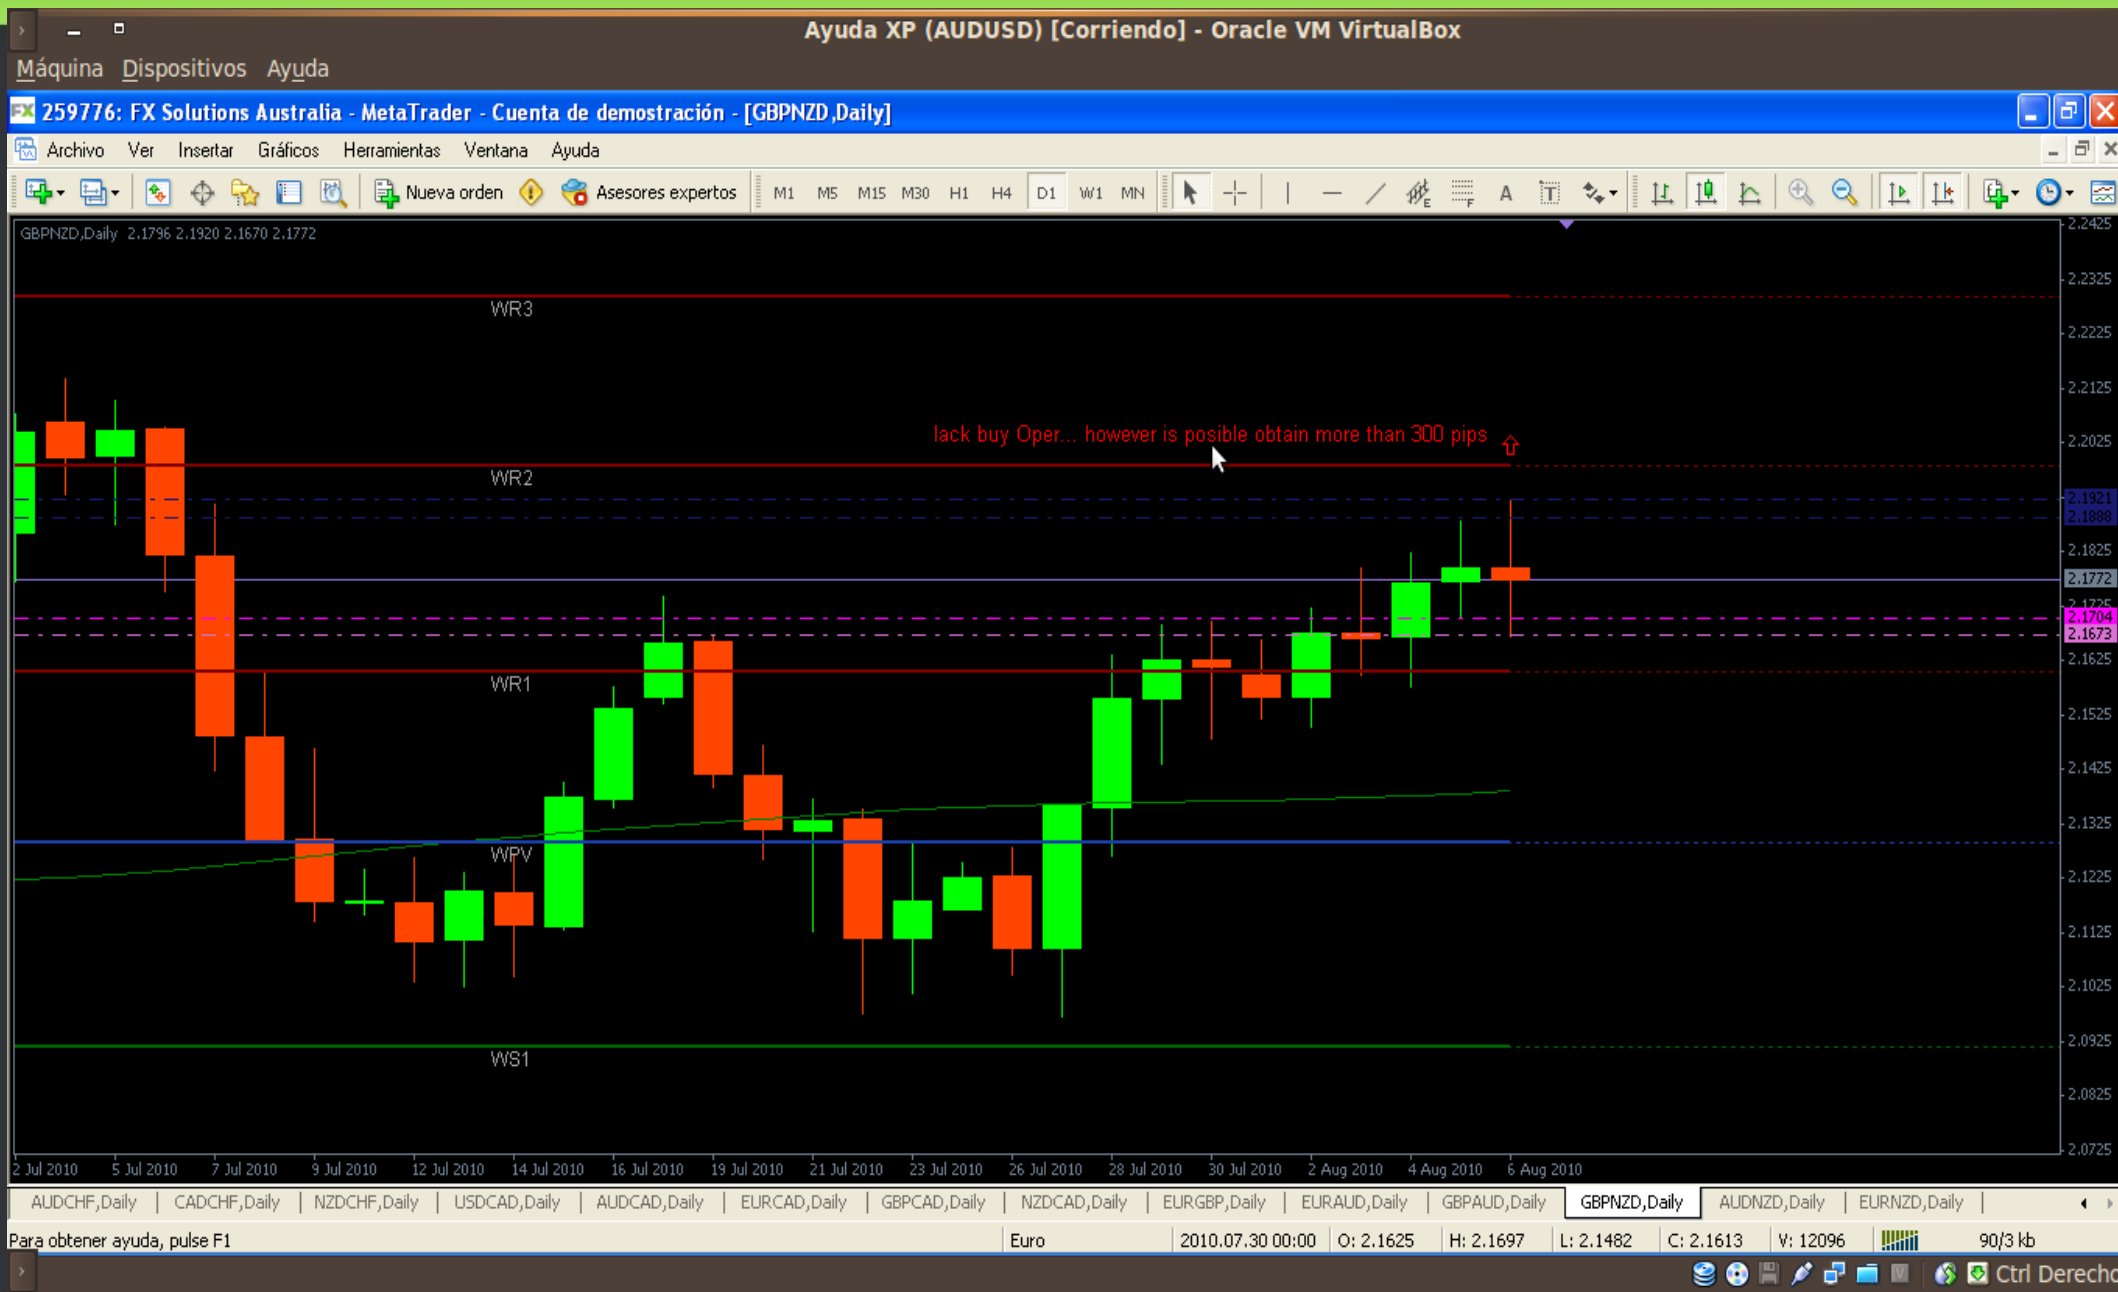 Ayuda XP (AUDUSD) [Corriendo] - Oracle VM VirtualBox
Máquina Dispositivos Ayuda
FX 259776: FX Solutions Australia - MetaTrader - Cuenta de demostración - [GBPNZD,Daily]
Archivo Ver Insertar Gráficos Herramientas Ventana Ayuda
Nueva orden Asesores expertos M1 M5 M15 M30 H1 H4 D1 W1 MN E F A T
GBPNZD,Daily 2.1796 2.1920 2.1670 2.1772
2.2425
2.2325
WR3
2.2225
2.2125
lack buy Oper... however is posible obtain more than 300 pips
2.2025
WR2
2.1921
2.1888
2.1825
2.1772
2.1725
2.1704
2.1673
2.1625
WR1
2.1525
2.1425
2.1325
WPV
2.1225
2.1125
2.1025
2.0925
WS1
2.0825
2.0725
2 Jul 2010 5 Jul 2010 7 Jul 2010 9 Jul 2010 12 Jul 2010 14 Jul 2010 16 Jul 2010 19 Jul 2010 21 Jul 2010 23 Jul 2010 26 Jul 2010 28 Jul 2010 30 Jul 2010 2 Aug 2010 4 Aug 2010 6 Aug 2010
AUDCHF,Daily CADCHF,Daily NZDCHF,Daily USDCAD,Daily AUDCAD,Daily EURCAD,Daily GBPCAD,Daily NZDCAD,Daily EURGBP,Daily EURAUD,Daily GBPAUD,Daily GBPNZD,Daily AUDNZD,Daily EURNZD,Daily
Para obtener ayuda, pulse F1 Euro 2010.07.30 00:00 O: 2.1625 H: 2.1697 L: 2.1482 C: 2.1613 V: 12096 90/3 kb
Ctrl Derecho